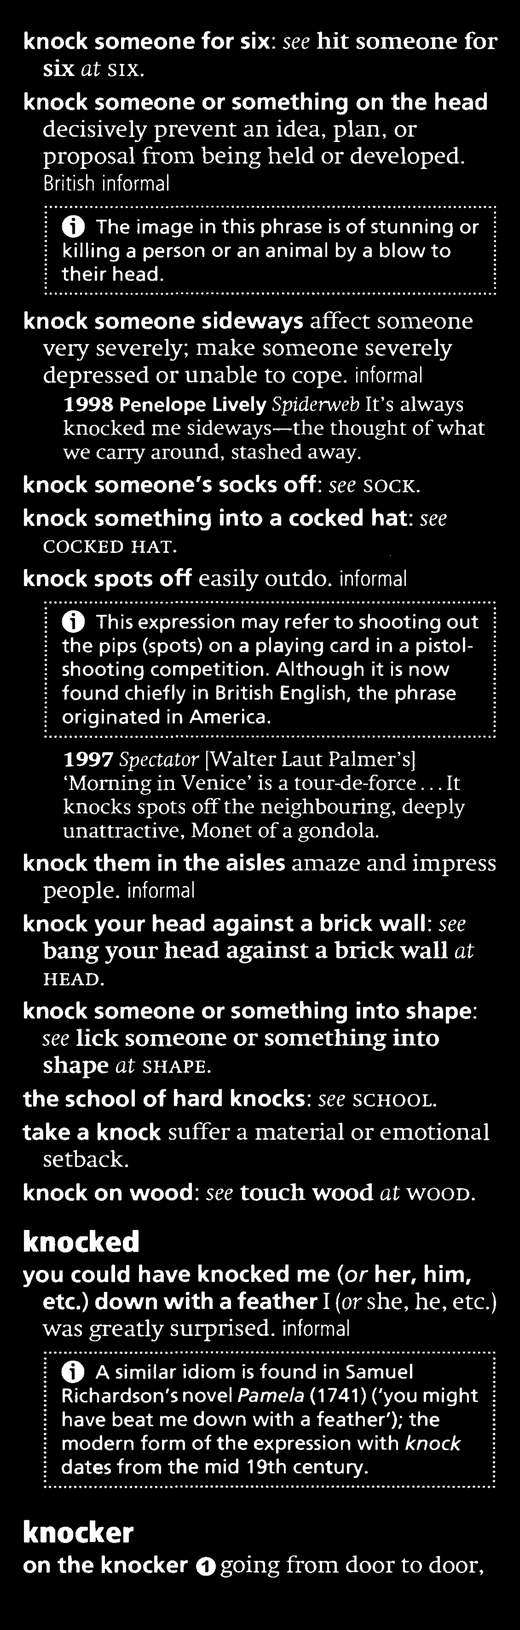 knock someone for six: see hit someone for
six at SIX.
knock someone or something on the head
decisively prevent an idea, plan, or
proposal from being held or developed.
British informal
ⓘ The image in this phrase is of stunning or
killing a person or an animal by a blow to
their head.
knock someone sideways affect someone
very severely; make someone severely
depressed or unable to cope. informal
1998 Penelope Lively Spiderweb It's always
knocked me sideways—the thought of what
we carry around, stashed away.
knock someone's socks off: see SOCK.
knock something into a cocked hat: see
COCKED HAT.
knock spots off easily outdo. informal
ⓘ This expression may refer to shooting out
the pips (spots) on a playing card in a pistol-
shooting competition. Although it is now
found chiefly in British English, the phrase
originated in America.
1997 Spectator [Walter Laut Palmer's]
‘Morning in Venice’ is a tour-de-force…It
knocks spots off the neighbouring, deeply
unattractive, Monet of a gondola.
knock them in the aisles amaze and impress
people. informal
knock your head against a brick wall: see
bang your head against a brick wall at
HEAD.
knock someone or something into shape:
see lick someone or something into
shape at SHAPE.
the school of hard knocks: see SCHOOL.
take a knock suffer a material or emotional
setback.
knock on wood: see touch wood at WOOD.
knocked
you could have knocked me (or her, him,
etc.) down with a feather I (or she, he, etc.)
was greatly surprised. informal
ⓘ A similar idiom is found in Samuel
Richardson's novel Pamela (1741) (‘you might
have beat me down with a feather’); the
modern form of the expression with knock
dates from the mid 19th century.
knocker
on the knocker ❶ going from door to door,